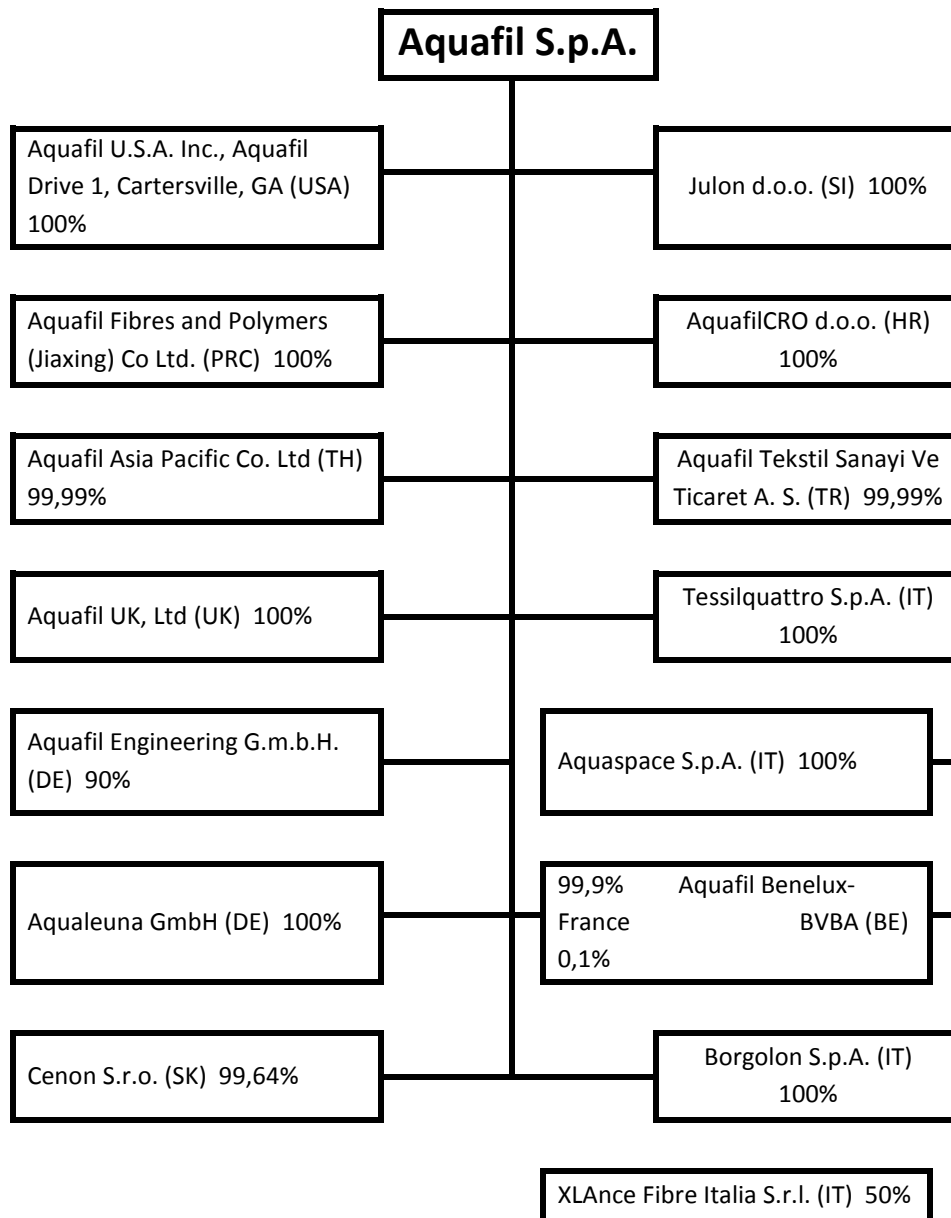 Aquafil S.p.A.
Aquafil U.S.A. Inc., Aquafil
Drive 1, Cartersville, GA (USA)
100%
Julon d.o.o. (SI) 100%
Aquafil Fibres and Polymers
(Jiaxing) Co Ltd. (PRC) 100%
AquafilCRO d.o.o. (HR)
100%
Aquafil Asia Pacific Co. Ltd (TH)
99,99%
Aquafil Tekstil Sanayi Ve
Ticaret A. S. (TR) 99,99%
Aquafil UK, Ltd (UK) 100%
Tessilquattro S.p.A. (IT)
100%
Aquafil Engineering G.m.b.H.
(DE) 90%
Aquaspace S.p.A. (IT) 100%
Aqualeuna GmbH (DE) 100%
99,9% Aquafil Benelux-
France BVBA (BE)
0,1%
Cenon S.r.o. (SK) 99,64%
Borgolon S.p.A. (IT)
100%
XLAnce Fibre Italia S.r.l. (IT) 50%